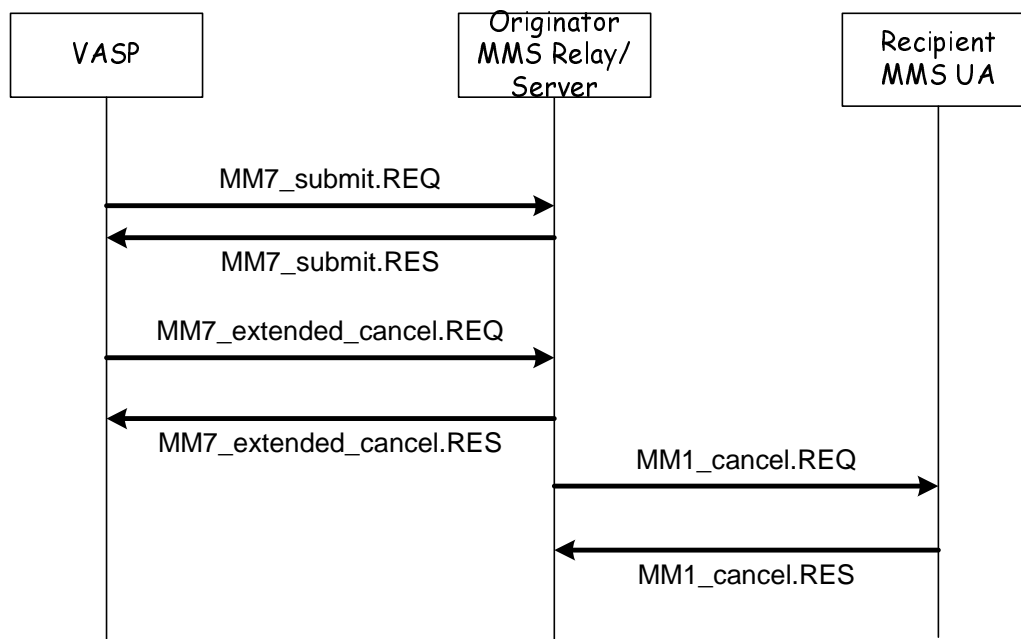 VASP
Originator
MMS Relay/
Server
Recipient
MMS UA
MM7_submit.REQ
MM7_submit.RES
MM7_extended_cancel.REQ
MM7_extended_cancel.RES
MM1_cancel.REQ
MM1_cancel.RES